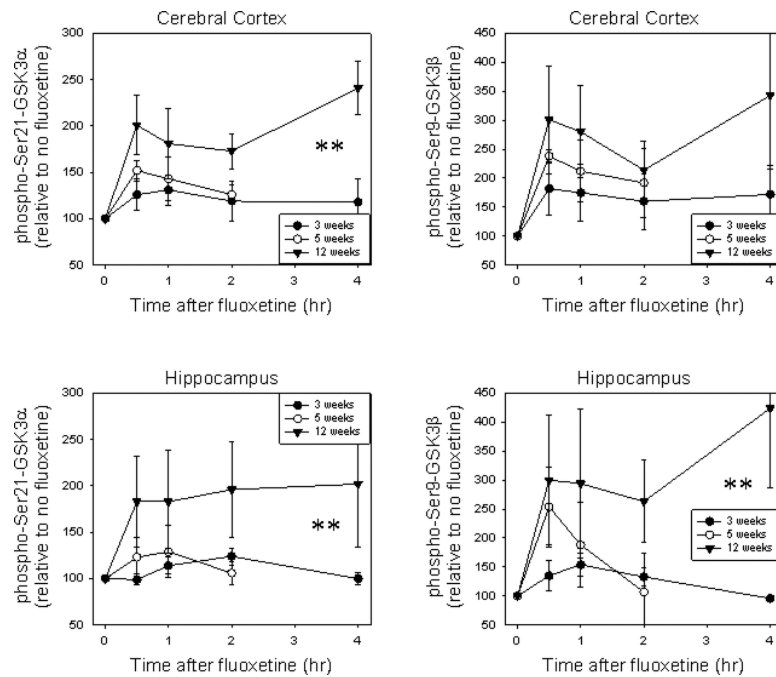 Cerebral Cortex
phospho-Ser21-GSK3α
(relative to no fluoxetine)
300
250
200
150
100
50
**
3 weeks
5 weeks
12 weeks
0 1 2 3 4
Time after fluoxetine (hr)
Cerebral Cortex
phospho-Ser9-GSK3β
(relative to no fluoxetine)
450
400
350
300
250
200
150
100
50
3 weeks
5 weeks
12 weeks
0 1 2 3 4
Time after fluoxetine (hr)
Hippocampus
phospho-Ser21-GSK3α
(relative to no fluoxetine)
300
250
200
150
100
50
3 weeks
5 weeks
12 weeks
**
0 1 2 3 4
Time after fluoxetine (hr)
Hippocampus
phospho-Ser9-GSK3β
(relative to no fluoxetine)
450
400
350
300
250
200
150
100
50
**
3 weeks
5 weeks
12 weeks
0 1 2 3 4
Time after fluoxetine (hr)